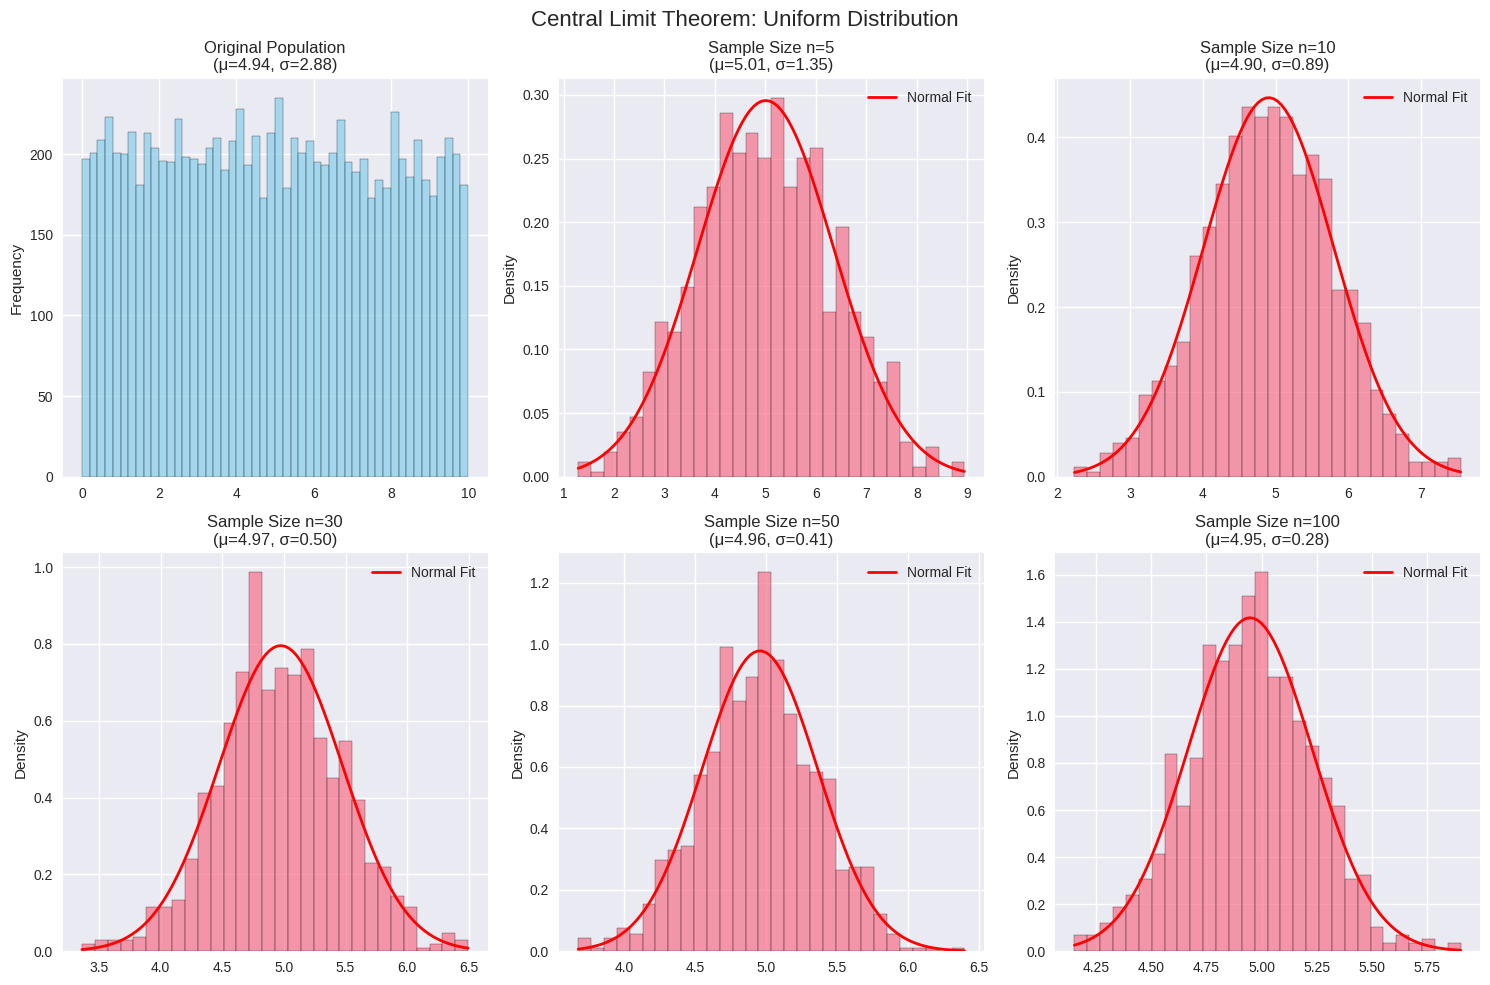 Central Limit Theorem: Uniform Distribution
Original Population
(μ=4.94, σ=2.88)
Frequency
200
150
100
50
0
0 2 4 6 8 10
Sample Size n=5
(μ=5.01, σ=1.35)
Normal Fit
Density
0.30
0.25
0.20
0.15
0.10
0.05
0.00
1 2 3 4 5 6 7 8 9
Sample Size n=10
(μ=4.90, σ=0.89)
Normal Fit
Density
0.4
0.3
0.2
0.1
0.0
2 3 4 5 6 7
Sample Size n=30
(μ=4.97, σ=0.50)
Normal Fit
Density
1.0
0.8
0.6
0.4
0.2
0.0
3.5 4.0 4.5 5.0 5.5 6.0 6.5
Sample Size n=50
(μ=4.96, σ=0.41)
Normal Fit
Density
1.2
1.0
0.8
0.6
0.4
0.2
0.0
4.0 4.5 5.0 5.5 6.0 6.5
Sample Size n=100
(μ=4.95, σ=0.28)
Normal Fit
Density
1.6
1.4
1.2
1.0
0.8
0.6
0.4
0.2
0.0
4.25 4.50 4.75 5.00 5.25 5.50 5.75